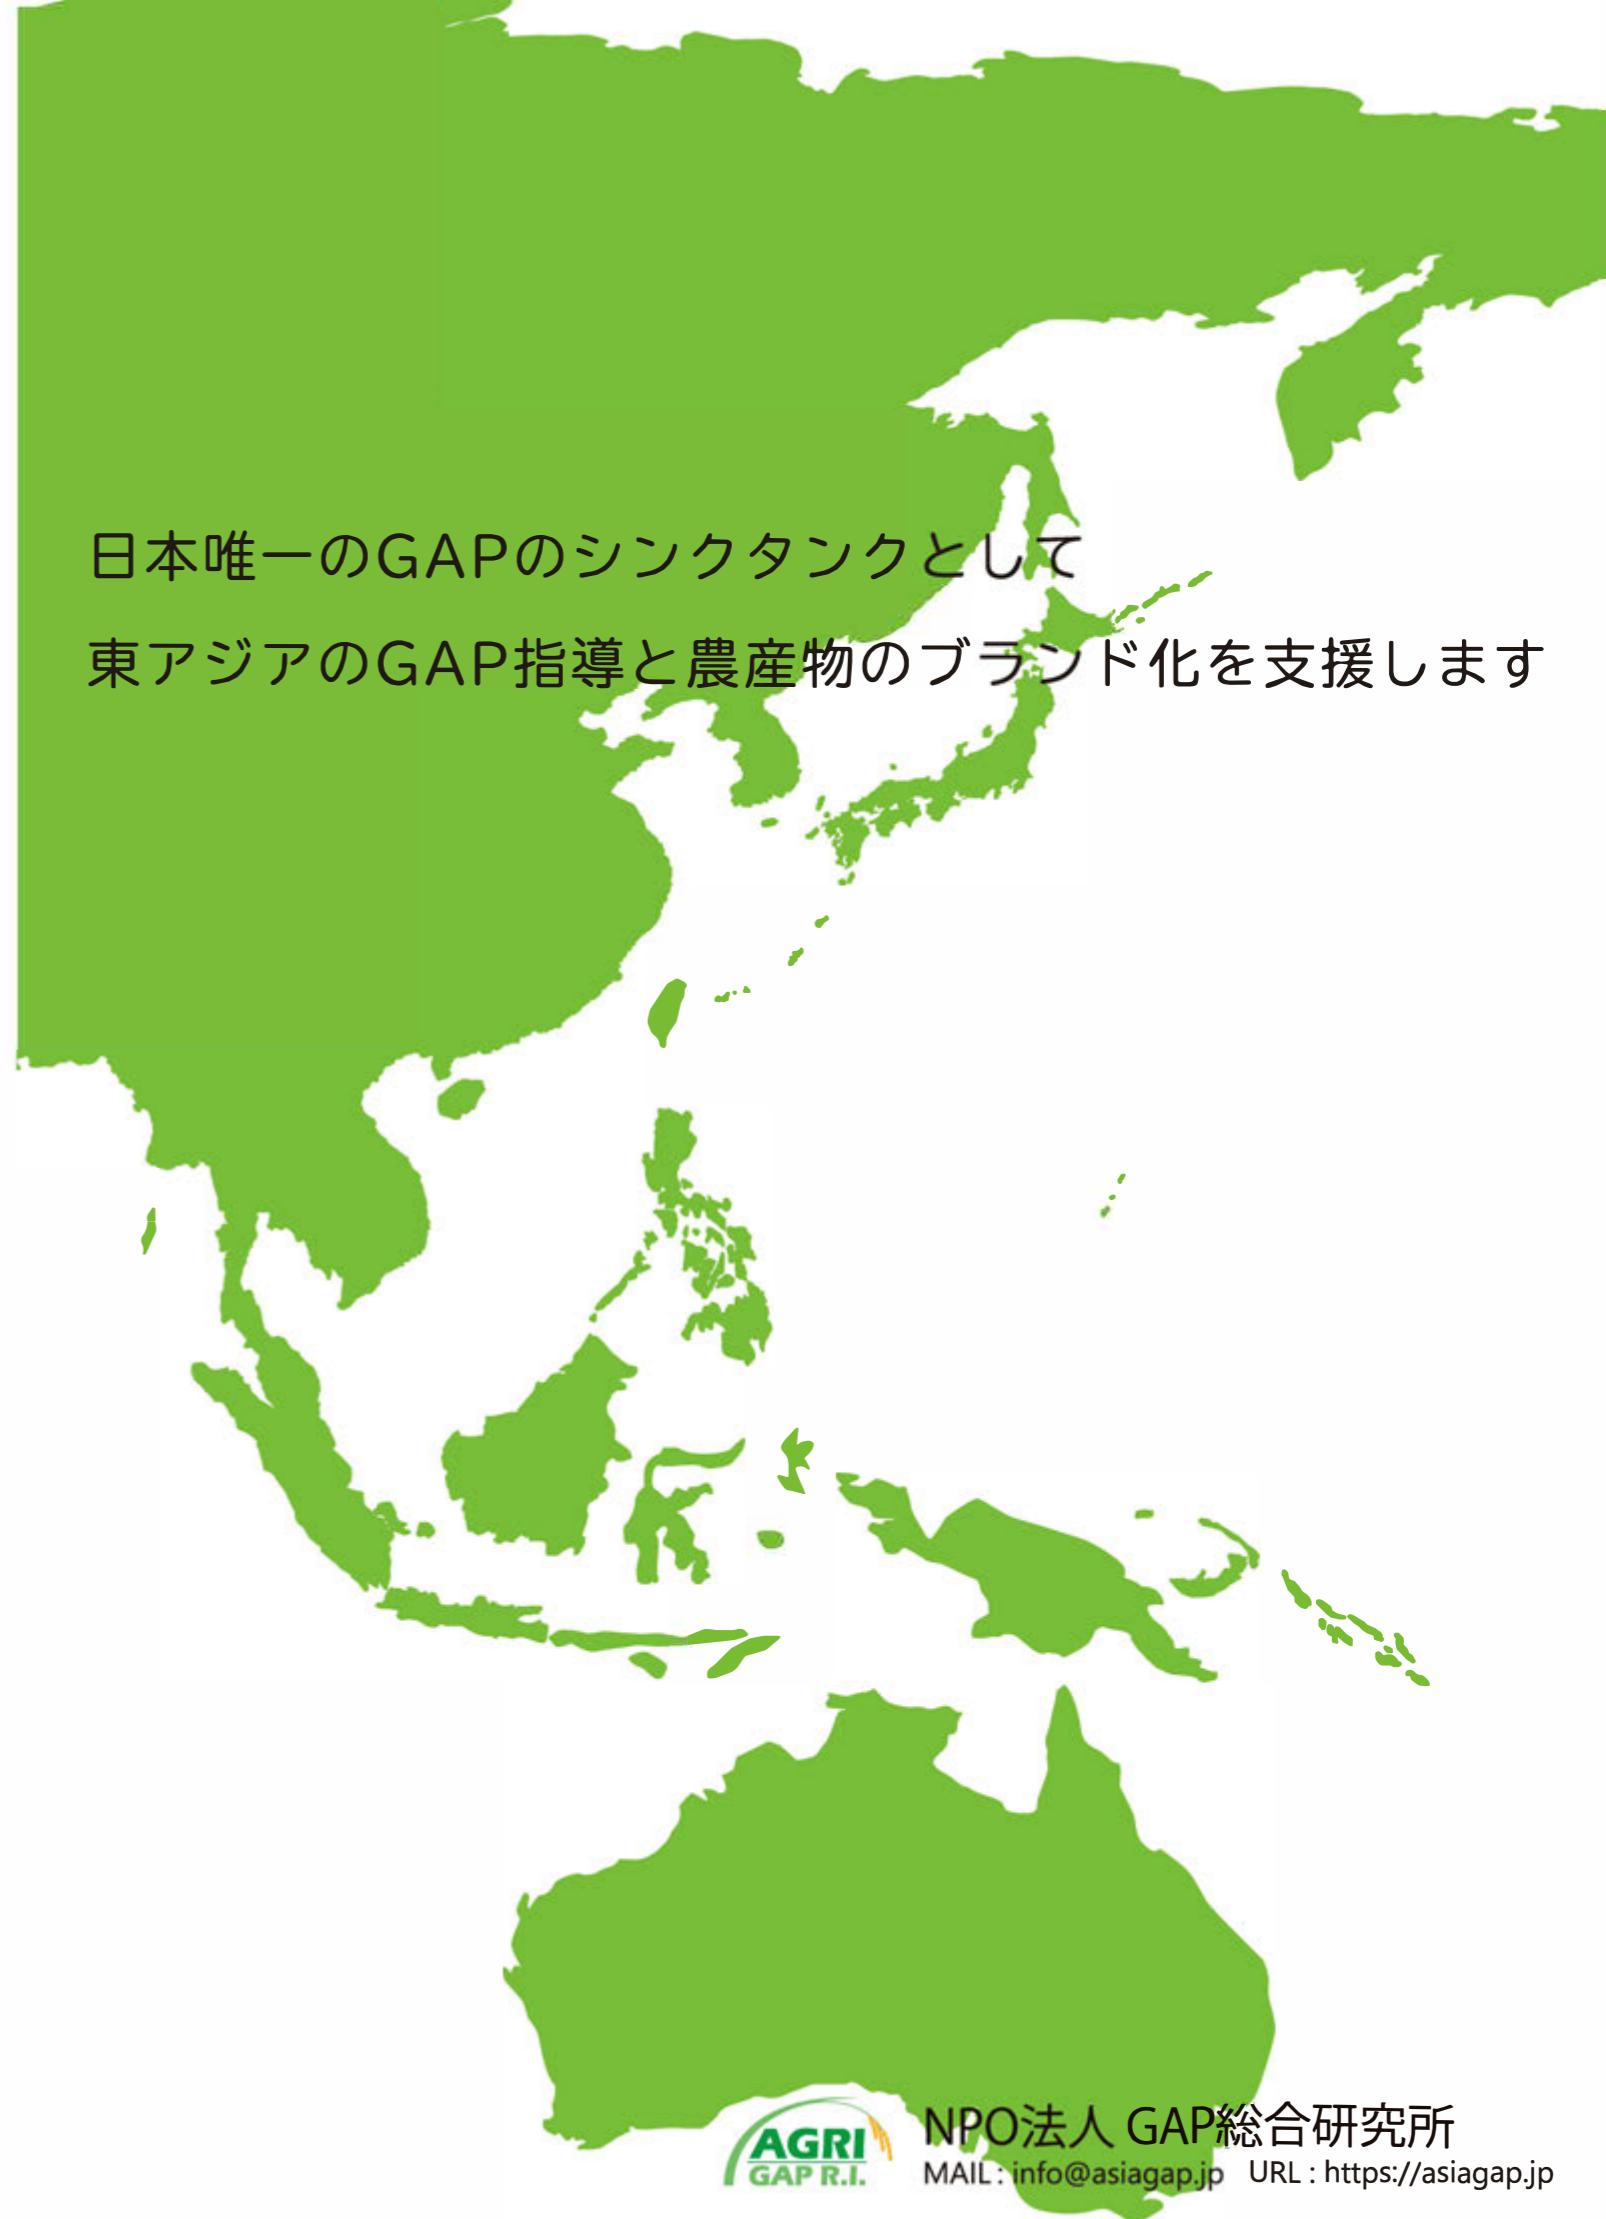 日本唯一のGAPのシンクタンクとして
東アジアのGAP指導と農産物のブランド化を支援します
AGRI
GAP R.I.
NPO法人 GAP総合研究所
MAIL : info@asiagap.jp URL : https://asiagap.jp